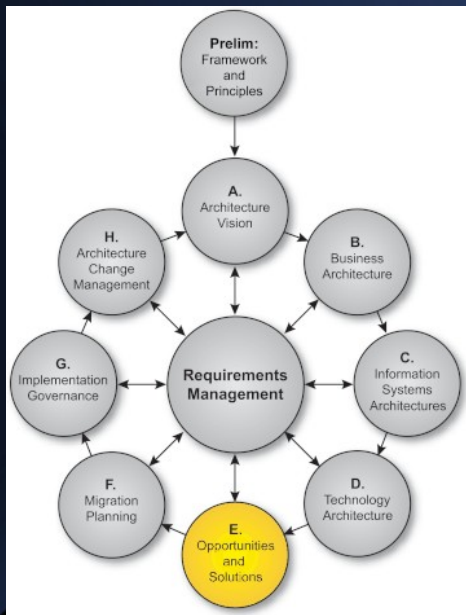 Prelim:
Framework
and
Principles
A.
Architecture
Vision
B.
Business
Architecture
C.
Information
Systems
Architectures
D.
Technology
Architecture
E.
Opportunities
and
Solutions
F.
Migration
Planning
G.
Implementation
Governance
H.
Architecture
Change
Management
Requirements
Management